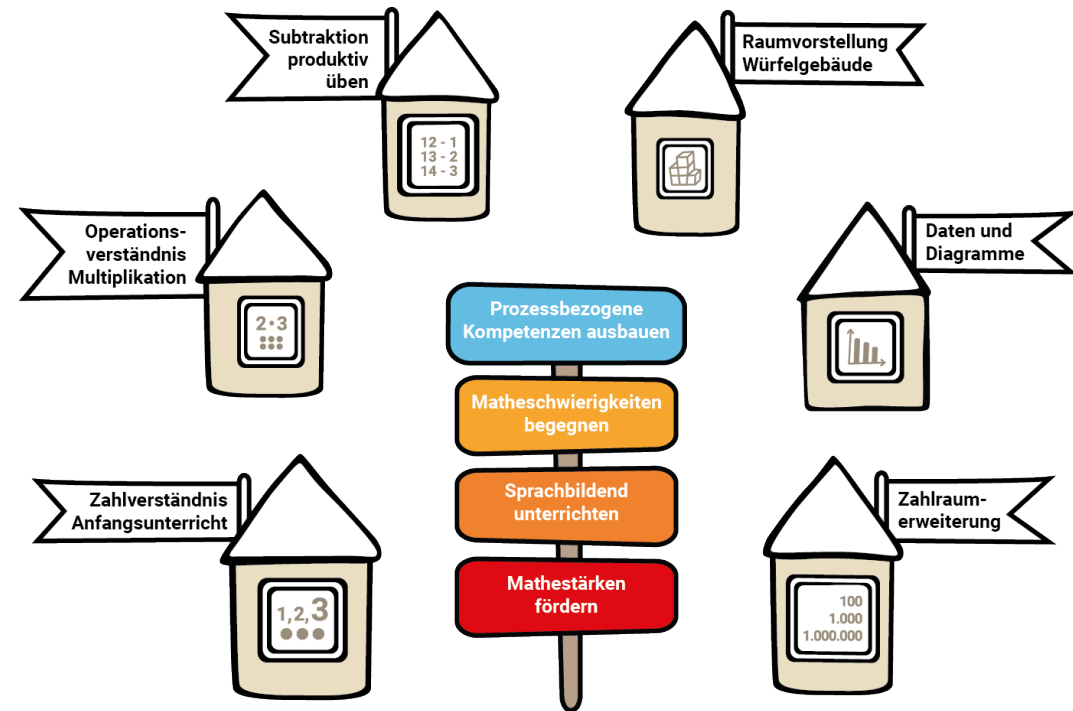 Subtraktion
produktiv
üben
12 - 1
13 - 2
14 - 3
Raumvorstellung
Würfelgebäude
Operations-
verständnis
Multiplikation
2·3
Daten und
Diagramme
Prozessbezogene
Kompetenzen ausbauen
Matheschwierigkeiten
begegnen
Sprachbildend
unterrichten
Mathestärken
fördern
Zahlverständnis
Anfangsunterricht
1,2,3
Zahlraum-
erweiterung
100
1.000
1.000.000